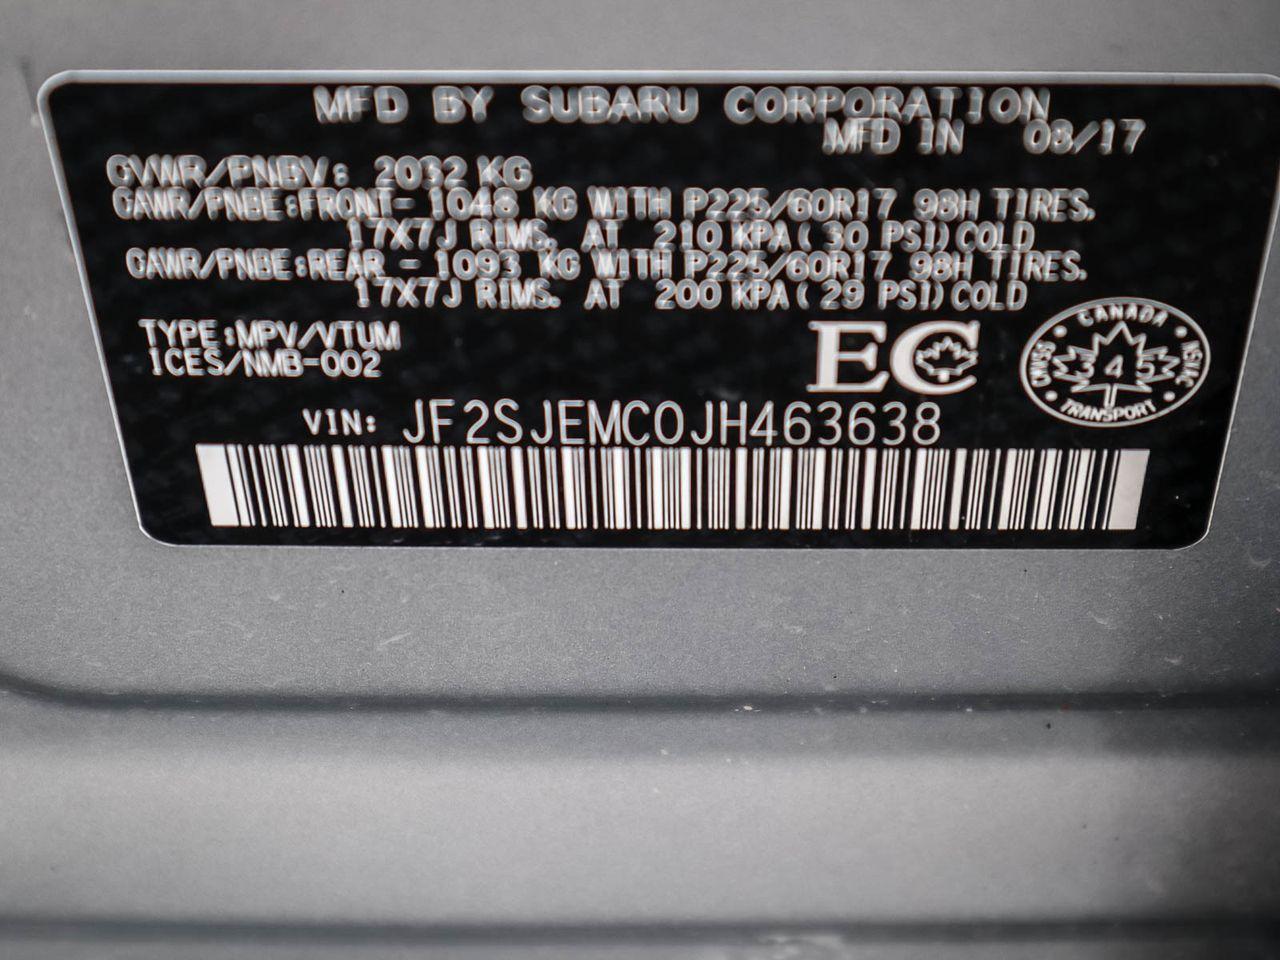 MFD BY SUBARU CORPORATION
MFD IN 08/17
GVWR/PNBV: 2032 KG
GAWR/PNBE:FRONT- 1048 KG WITH P225/60R17 98H TIRES,
17X7J RIMS, AT 210 KPA( 30 PSI) COLD
GAWR/PNBE:REAR - 1093 KG WITH P225/60R17 98H TIRES,
17X7J RIMS, AT 200 KPA( 29 PSI) COLD
TYPE:MPV/VTUM
ICES/NMB-002
EC
CANADA
CMVSS 345 NSVAC
TRANSPORT
VIN: JF2SJEMC0JH463638